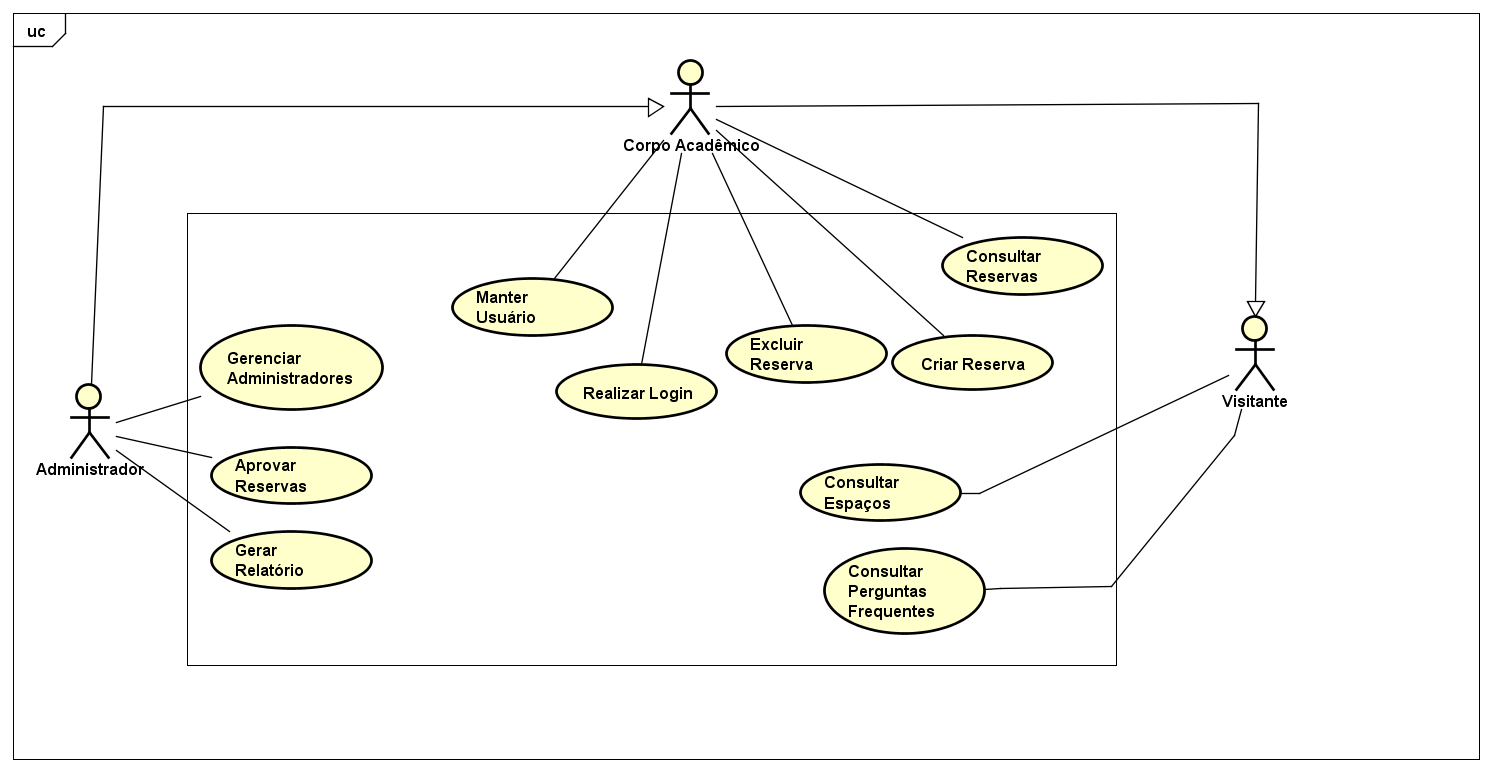 uc
Corpo Acadêmico
Consultar
Reservas
Manter
Usuário
Excluir
Reserva
Criar Reserva
Realizar Login
Gerenciar
Administradores
Visitante
Administrador
Aprovar
Reservas
Consultar
Espaços
Gerar
Relatório
Consultar
Perguntas
Frequentes